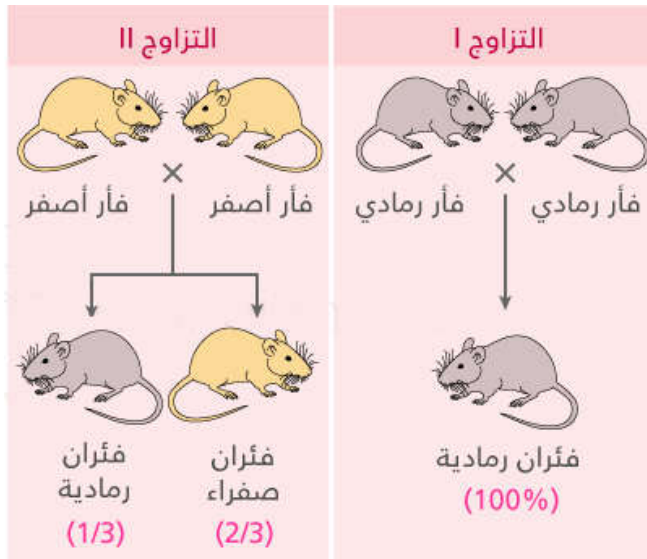 التزاوج I
فأر رمادي × فأر رمادي
فئران رمادية
(100%)
التزاوج II
فأر أصفر × فأر أصفر
فئران
صفراء
(2/3)
فئران
رمادية
(1/3)